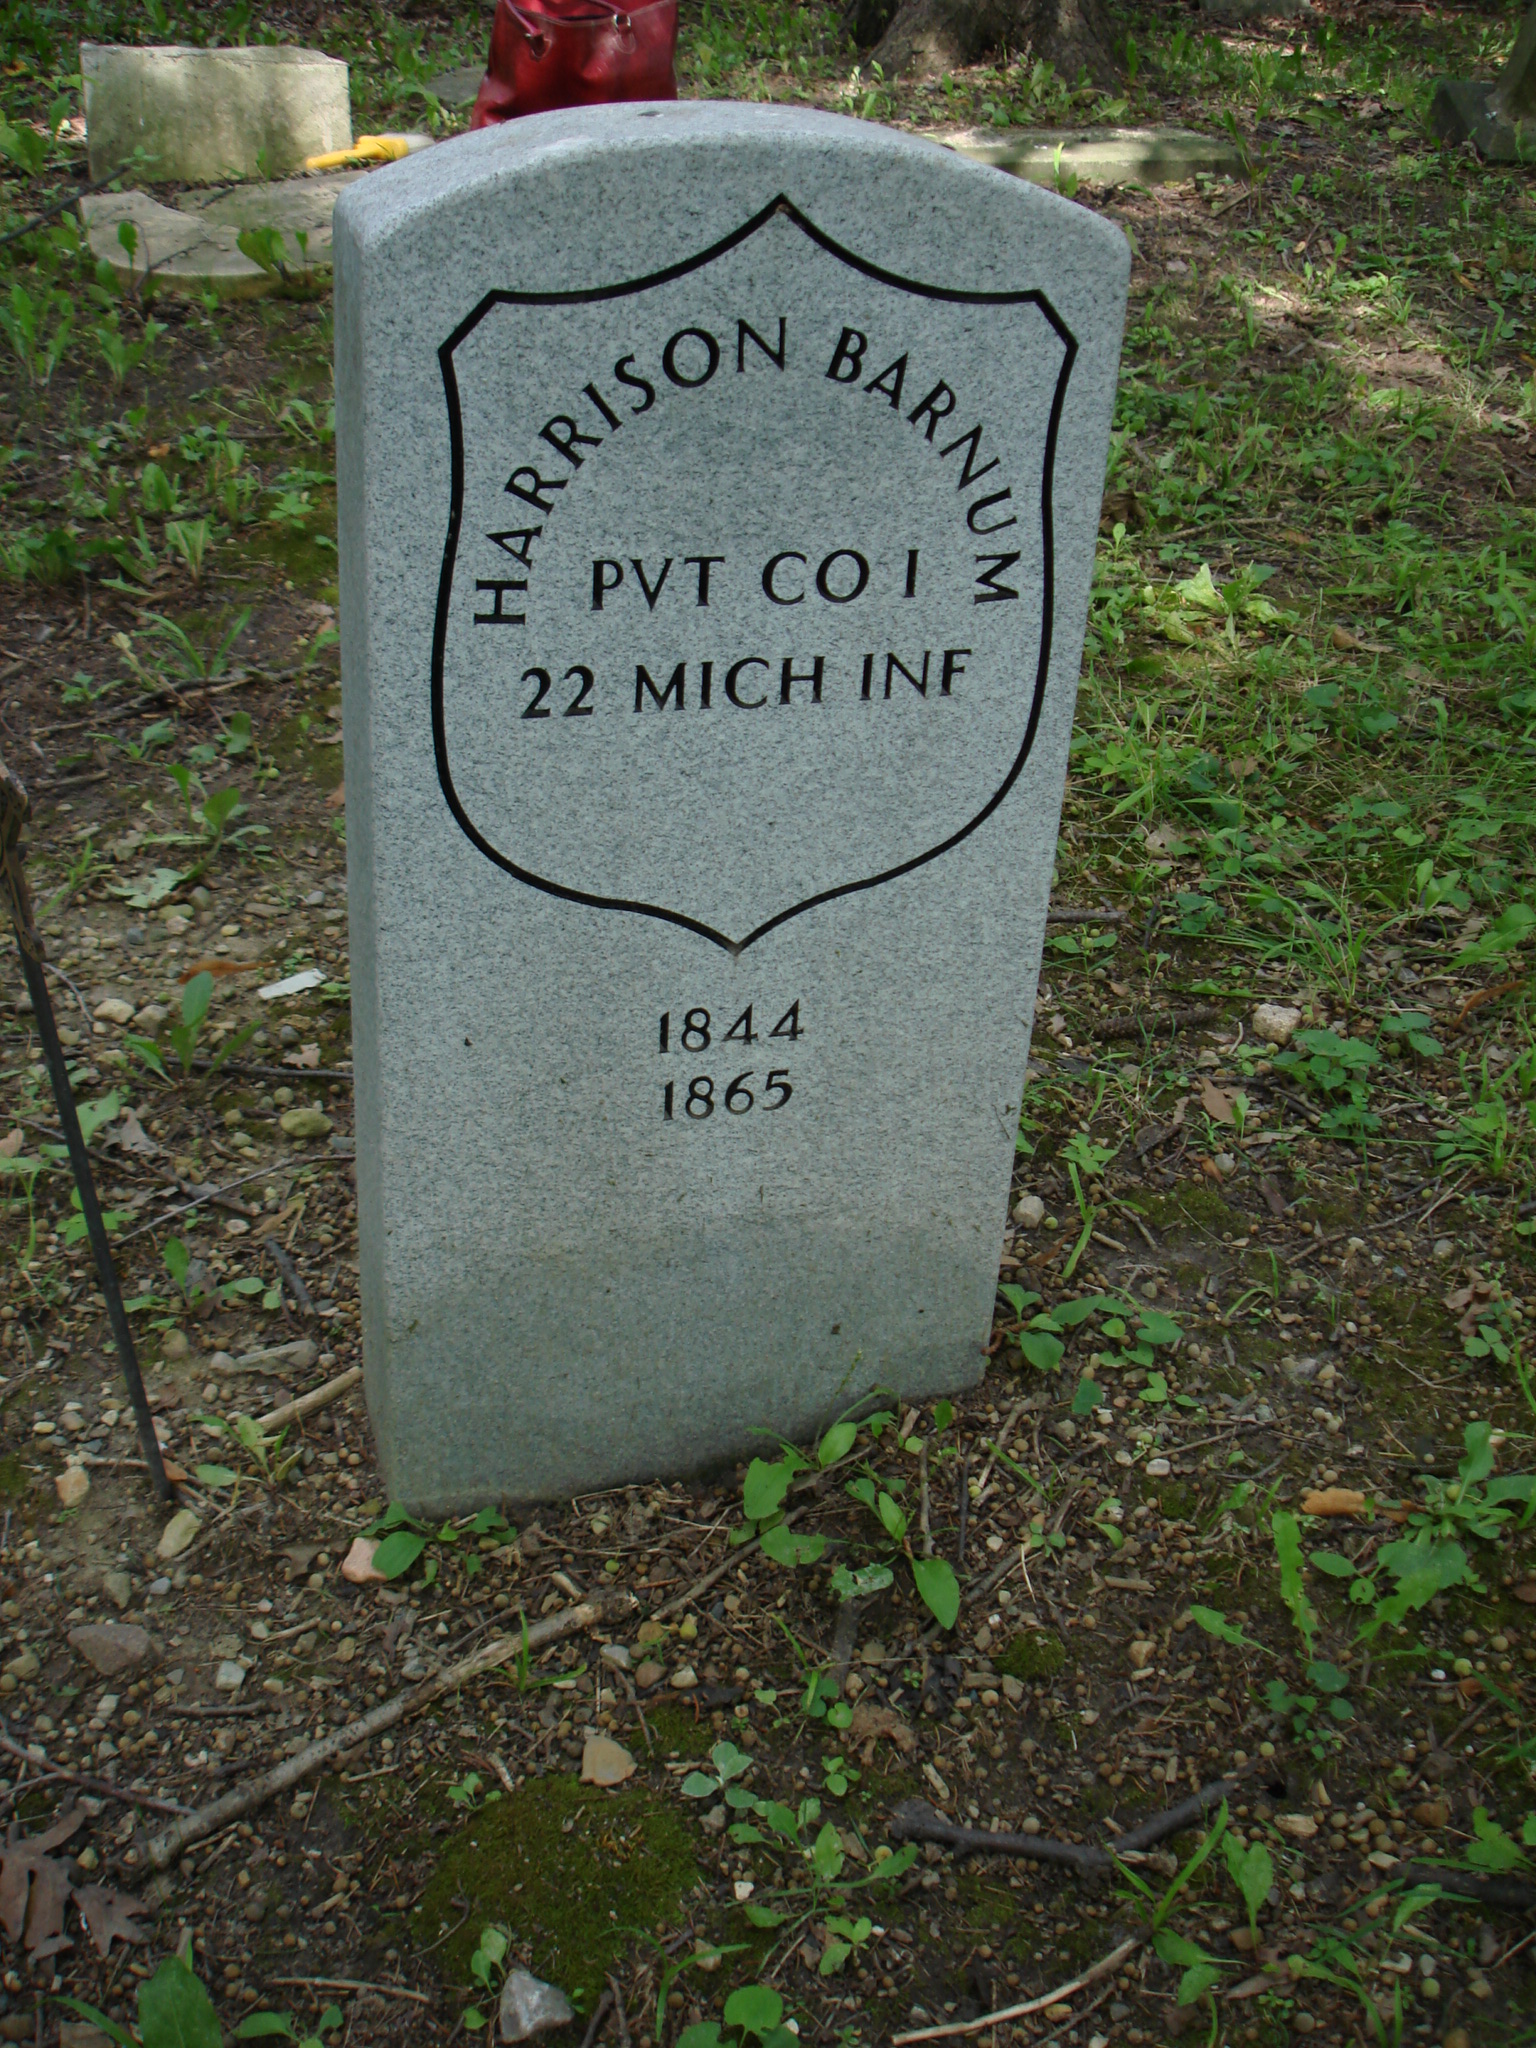 HARRISON BARNUM
PVT CO I
22 MICH INF
1844
1865